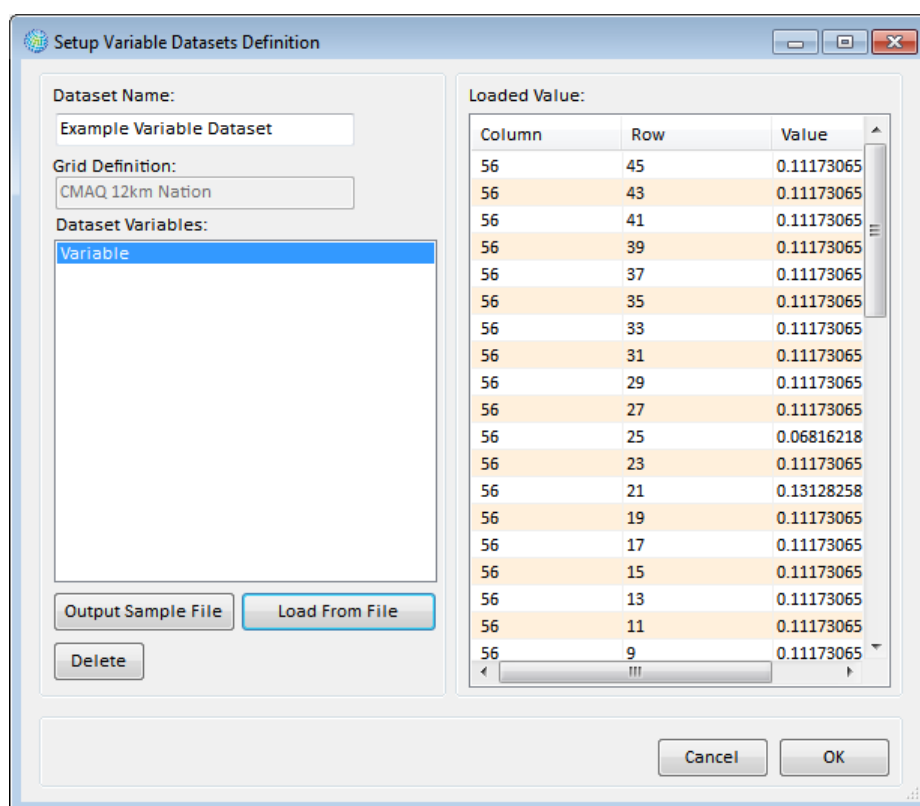 Setup Variable Datasets Definition
Dataset Name:
Example Variable Dataset
Grid Definition:
CMAQ 12km Nation
Dataset Variables:
Variable
Output Sample File Load From File
Delete
Loaded Value:
Column Row Value
56 45 0.11173065
56 43 0.11173065
56 41 0.11173065
56 39 0.11173065
56 37 0.11173065
56 35 0.11173065
56 33 0.11173065
56 31 0.11173065
56 29 0.11173065
56 27 0.11173065
56 25 0.06816218
56 23 0.11173065
56 21 0.13128258
56 19 0.11173065
56 17 0.11173065
56 15 0.11173065
56 13 0.11173065
56 11 0.11173065
56 9 0.11173065
Cancel OK